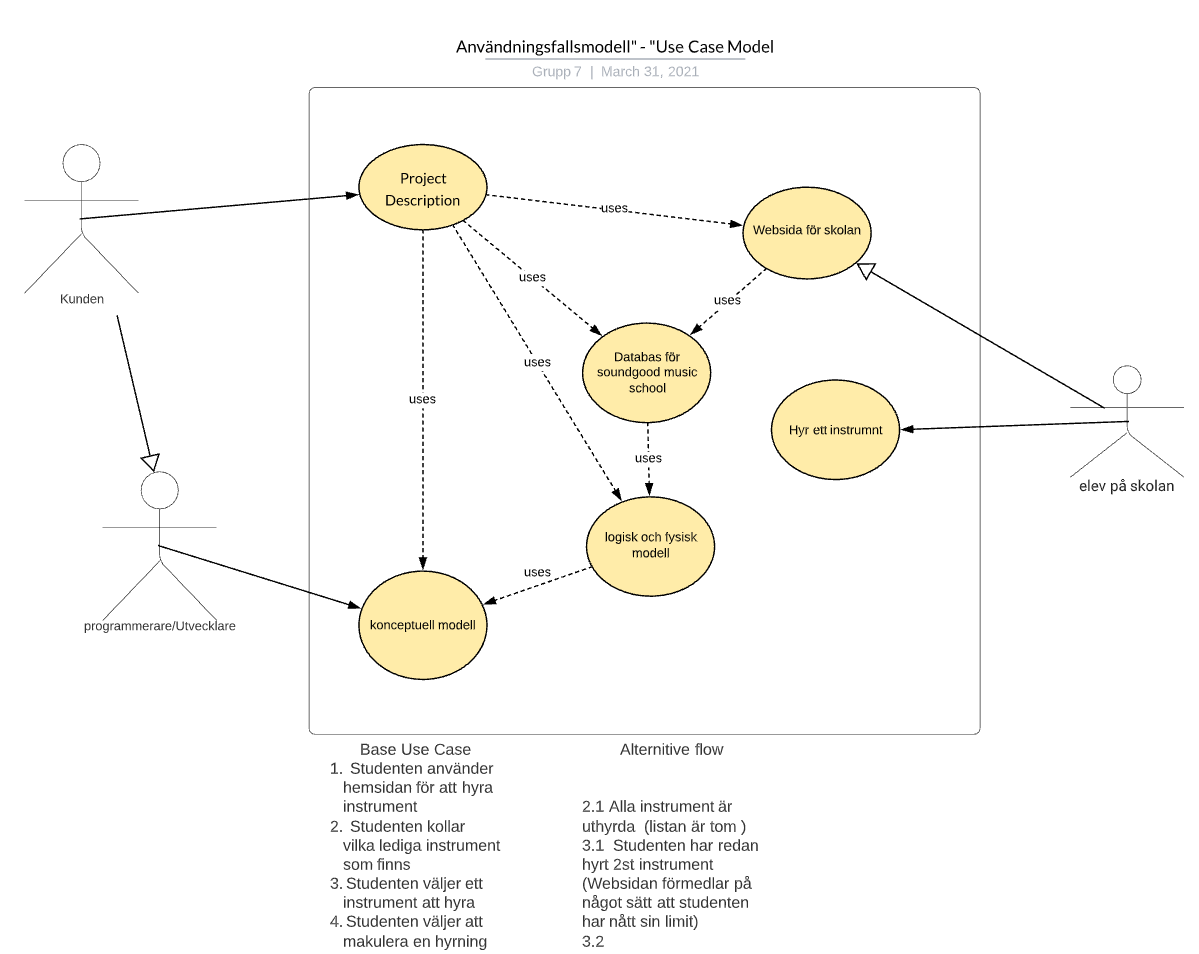 Användningsfallsmodell" - "Use Case Model
Grupp 7 | March 31, 2021
Project
Description
uses
Websida för skolan
Kunden
uses
uses
uses
Databas för
soundgood music
school
uses
Hyr ett instrumnt
uses
elev på skolan
logisk och fysisk
modell
uses
konceptuell modell
programmerare/Utvecklare
Base Use Case
1. Studenten använder
hemsidan för att hyra
instrument
2. Studenten kollar
vilka lediga instrument
som finns
3. Studenten väljer ett
instrument att hyra
4. Studenten väljer att
makulera en hyrning
Alternitive flow
2.1 Alla instrument är
uthyrda (listan är tom )
3.1 Studenten har redan
hyrt 2st instrument
(Websidan förmedlar på
något sätt att studenten
har nått sin limit)
3.2